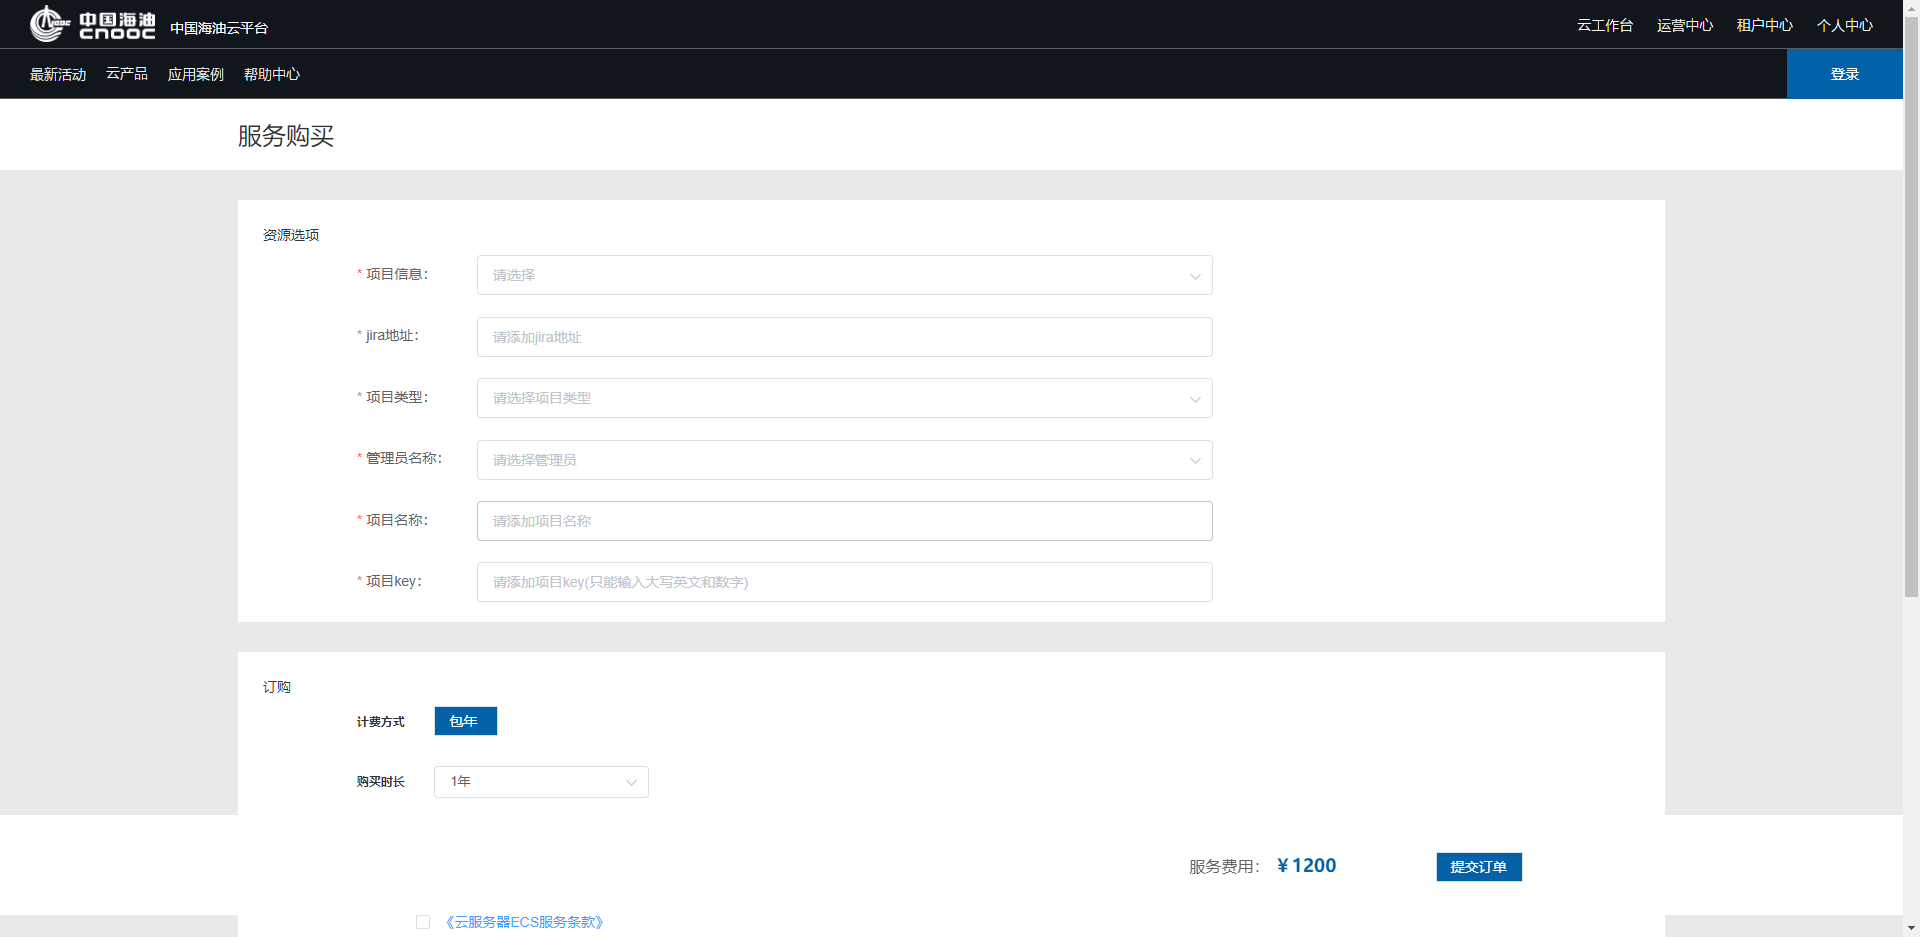 中国海油
CNOOC
中国海油云平台
云工作台 运营中心 租户中心 个人中心
最新活动 云产品 应用案例 帮助中心
登录
服务购买
资源选项
* 项目信息：
请选择
* jira地址：
请添加jira地址
* 项目类型：
请选择项目类型
* 管理员名称：
请选择管理员
* 项目名称：
请添加项目名称
* 项目key：
请添加项目key(只能输入大写英文和数字)
订购
计费方式
包年
购买时长
1年
服务费用： ¥1200
提交订单
《云服务器ECS服务条款》